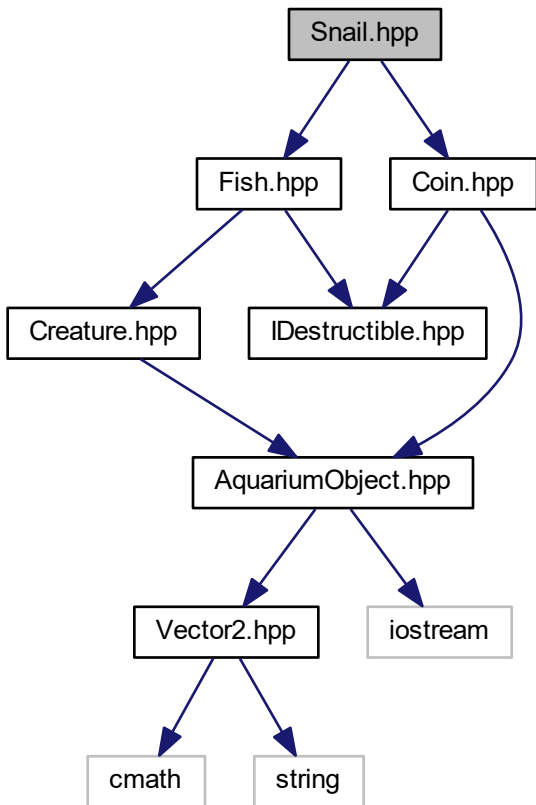 Snail.hpp
Fish.hpp
Coin.hpp
Creature.hpp
IDestructible.hpp
AquariumObject.hpp
Vector2.hpp
iostream
cmath
string